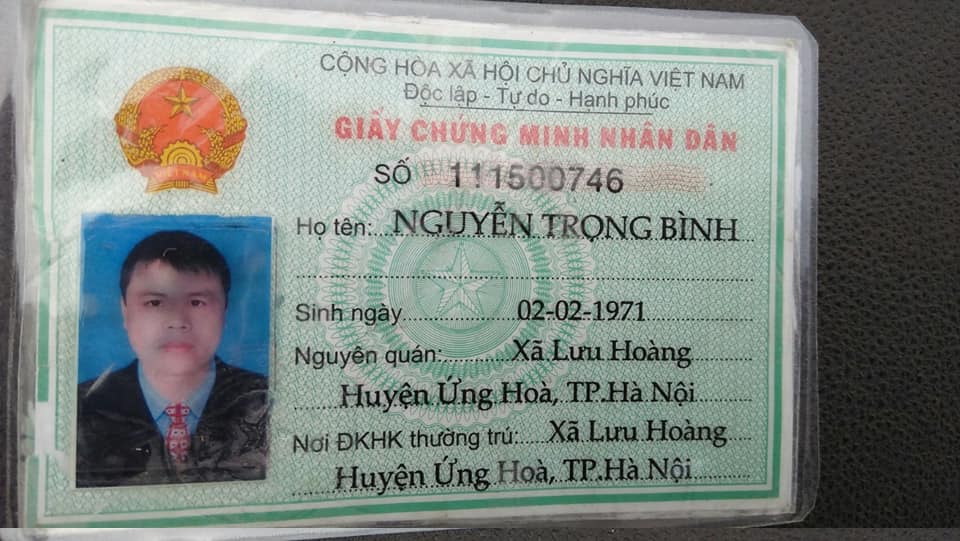 CỘNG HÒA XÃ HỘI CHỦ NGHĨA VIỆT NAM
Độc lập - Tự do - Hạnh phúc
GIẤY CHỨNG MINH NHÂN DÂN
SỐ 111500746
Họ tên: NGUYỄN TRỌNG BÌNH
Sinh ngày 02-02-1971
Nguyên quán: Xã Lưu Hoàng
Huyện Ứng Hoà, TP.Hà Nội
Nơi ĐKHK thường trú: Xã Lưu Hoàng
Huyện Ứng Hoà, TP.Hà Nội
VIỆT NAM